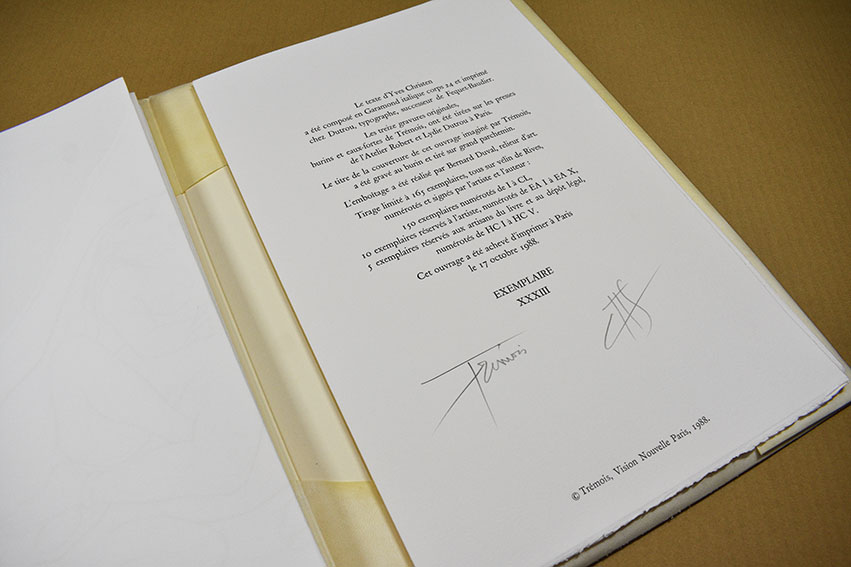 Le texte d'Yves Christen
a été composé en Garamond italique corps 24 et imprimé
chez Dutrou, typographe, successeur de Fequet-Baudier.
Les treize gravures originales,
burins et eaux-fortes de Trémois, ont été tirées sur les presses
de l'Atelier Robert et Lydie Dutrou à Paris.
Le titre de la couverture de cet ouvrage imaginé par Trémois,
a été gravé au burin et tiré sur grand parchemin.
L'emboitage a été réalisé par Bernard Duval, relieur d'art.
Tirage limité à 165 exemplaires, tous sur vélin de Rives,
numérotés et signés par l'artiste et l'auteur :
150 exemplaires numérotés de I à CL,
10 exemplaires réservés à l'artiste, numérotés de EA I à EA X,
5 exemplaires réservés aux artisans du livre et au dépôt légal,
numérotés de HC I à HC V.
Cet ouvrage a été achevé d'imprimer à Paris
le 17 octobre 1988.
EXEMPLAIRE
XXXIII
Trémois
© Trémois, Vision Nouvelle Paris, 1988.